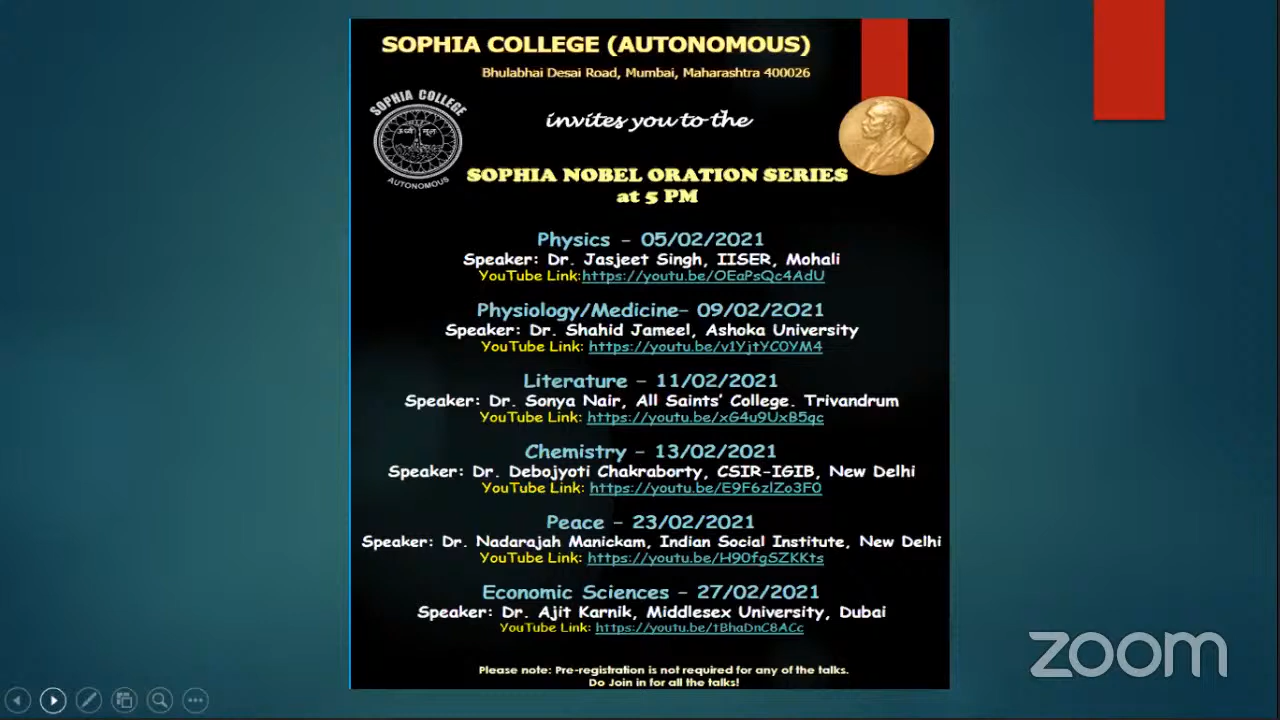 SOPHIA COLLEGE (AUTONOMOUS)
Bhulabhai Desai Road, Mumbai, Maharashtra 400026
SOPHIA COLLEGE
AUTONOMOUS
invites you to the
SOPHIA NOBEL ORATION SERIES
at 5 PM
Physics – 05/02/2021
Speaker: Dr. Jasjeet Singh, IISER, Mohali
YouTube Link:https://youtu.be/OEaPsQc4AdU
Physiology/Medicine– 09/02/2021
Speaker: Dr. Shahid Jameel, Ashoka University
YouTube Link: https://youtu.be/v1YjtYC0YM4
Literature – 11/02/2021
Speaker: Dr. Sonya Nair, All Saints’ College. Trivandrum
YouTube Link: https://youtu.be/xG4u9UxB5qc
Chemistry – 13/02/2021
Speaker: Dr. Debojyoti Chakraborty, CSIR-IGIB, New Delhi
YouTube Link: https://youtu.be/E9F6zlZo3F0
Peace – 23/02/2021
Speaker: Dr. Nadarajah Manickam, Indian Social Institute, New Delhi
YouTube Link: https://youtu.be/H90fgSZKKts
Economic Sciences – 27/02/2021
Speaker: Dr. Ajit Karnik, Middlesex University, Dubai
YouTube Link: https://youtu.be/tBhaDnC8ACc
Please note: Pre-registration is not required for any of the talks.
Do Join in for all the talks!
zoom